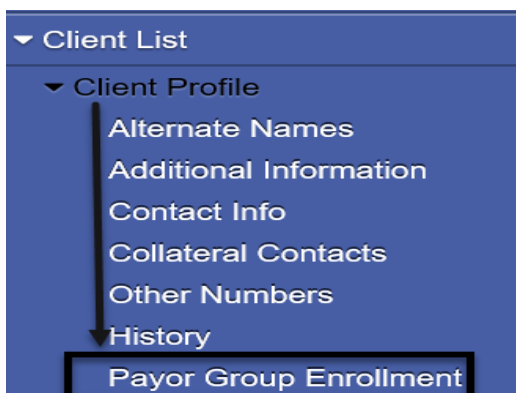 Client List
Client Profile
Alternate Names
Additional Information
Contact Info
Collateral Contacts
Other Numbers
History
Payor Group Enrollment